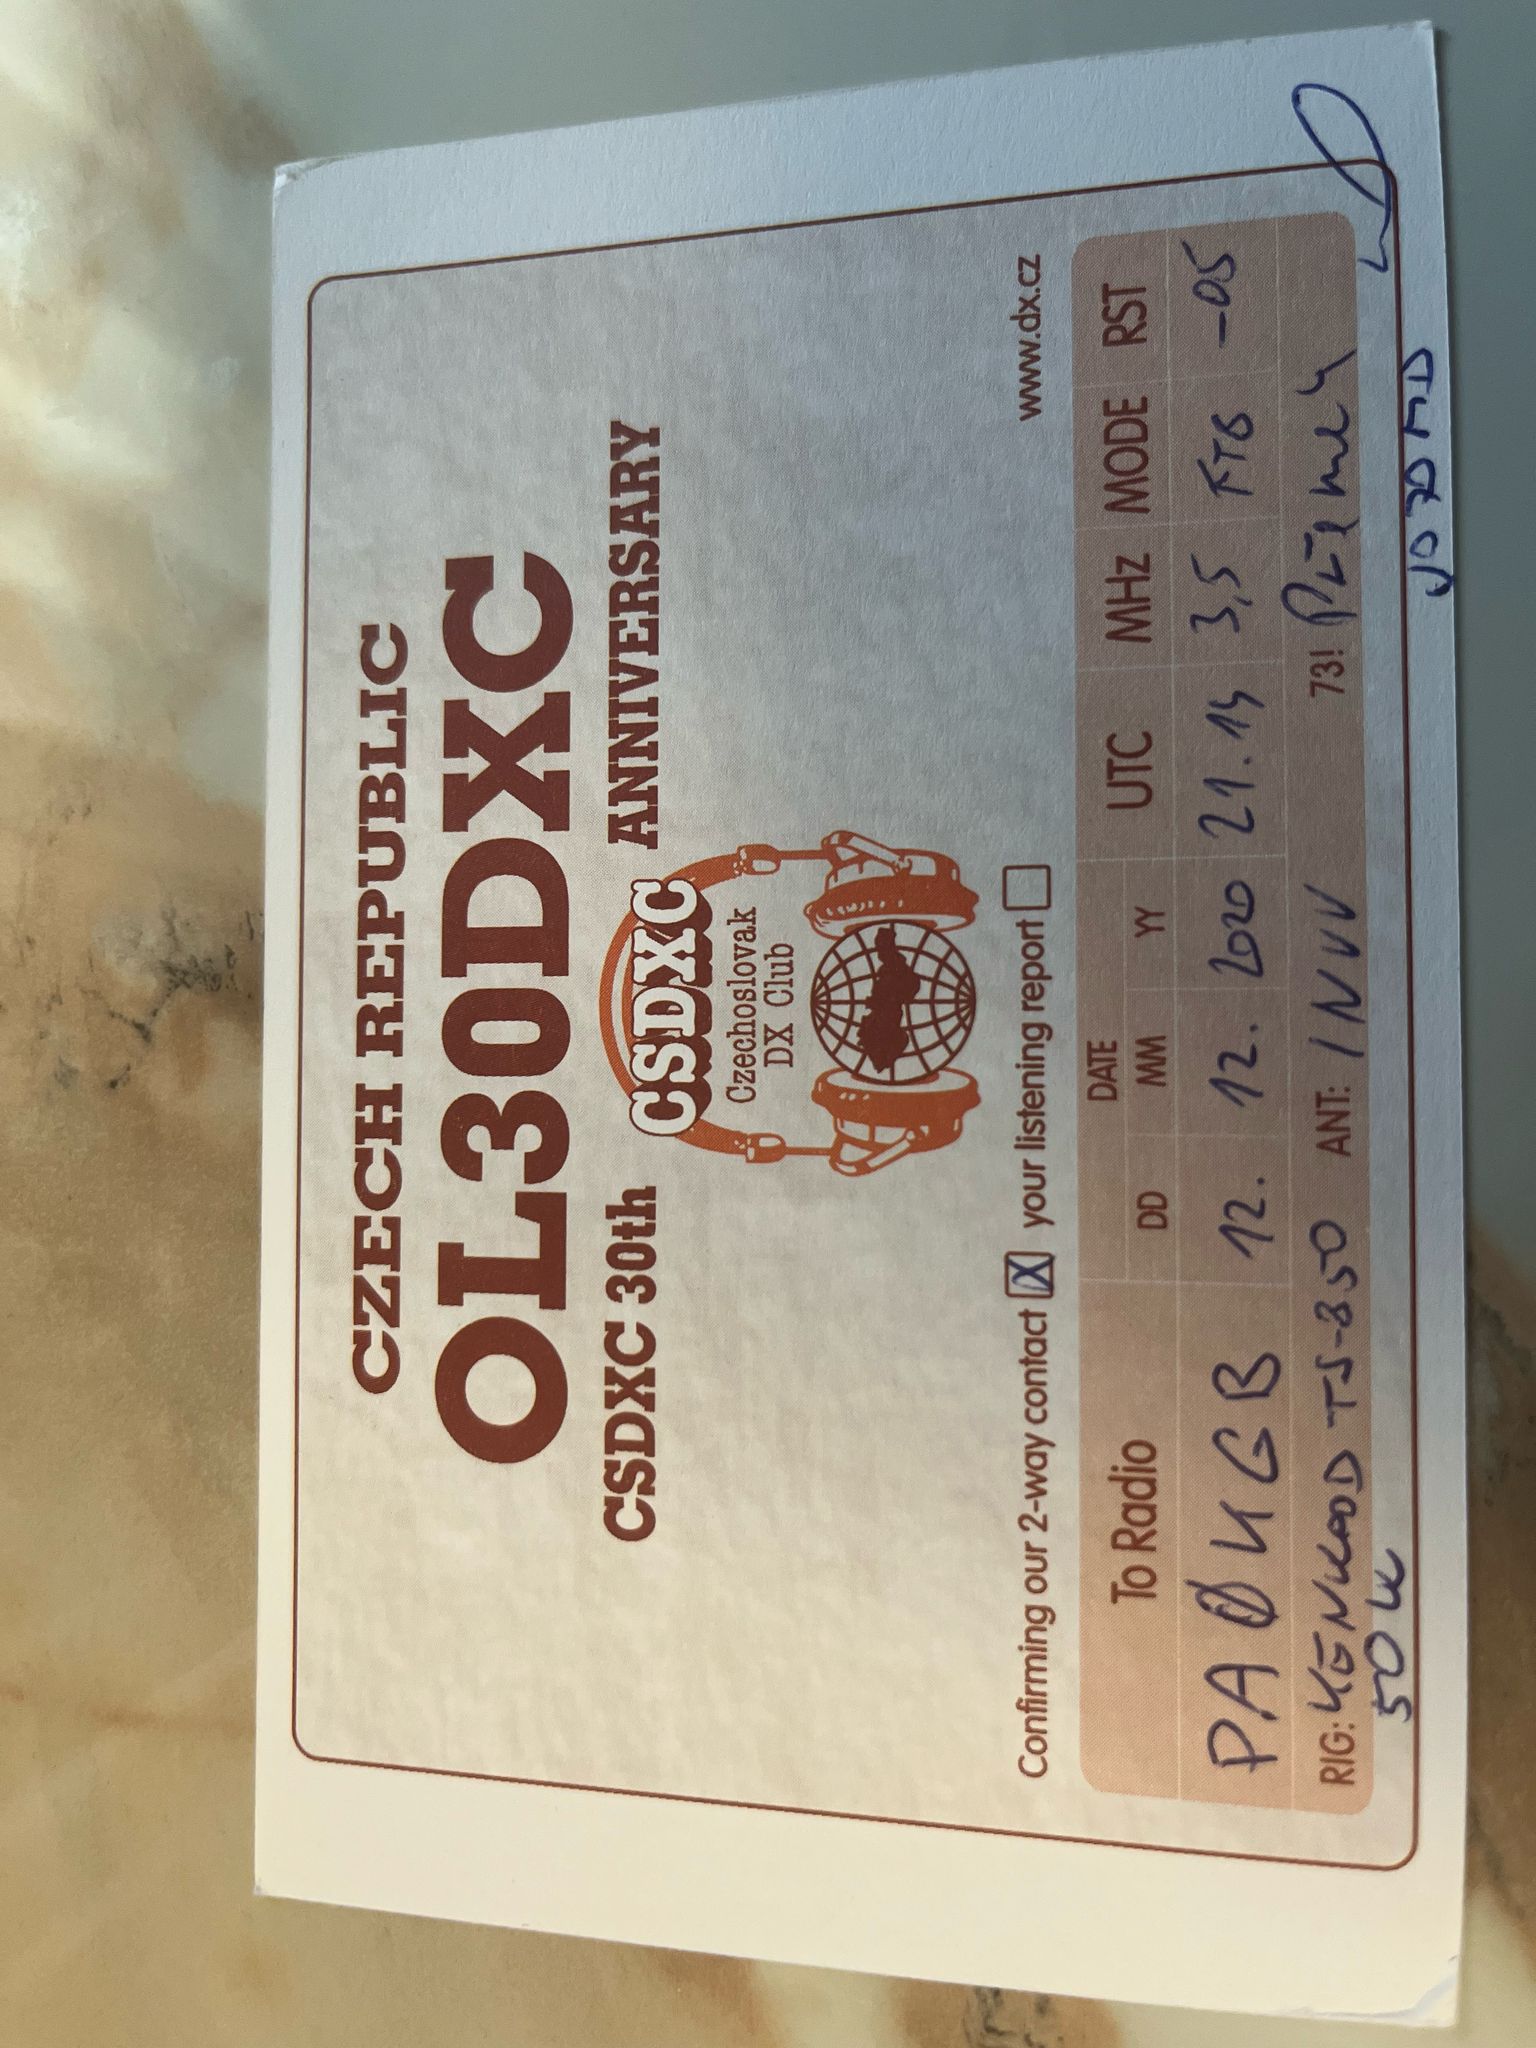 CZECH REPUBLIC
OL30DXC
CSDXC 30th CSDXC ANNIVERSARY
Czechoslovak
DX Club
www.dx.cz
Confirming our 2-way contact X your listening report
To Radio DATE UTC MHz MODE RST
DD MM YY
PAØKGB 12. 12. 2020 21.14 3,5 FT8 -05
RIG: KENWOOD TS-850 ANT: INVV 73!
50W